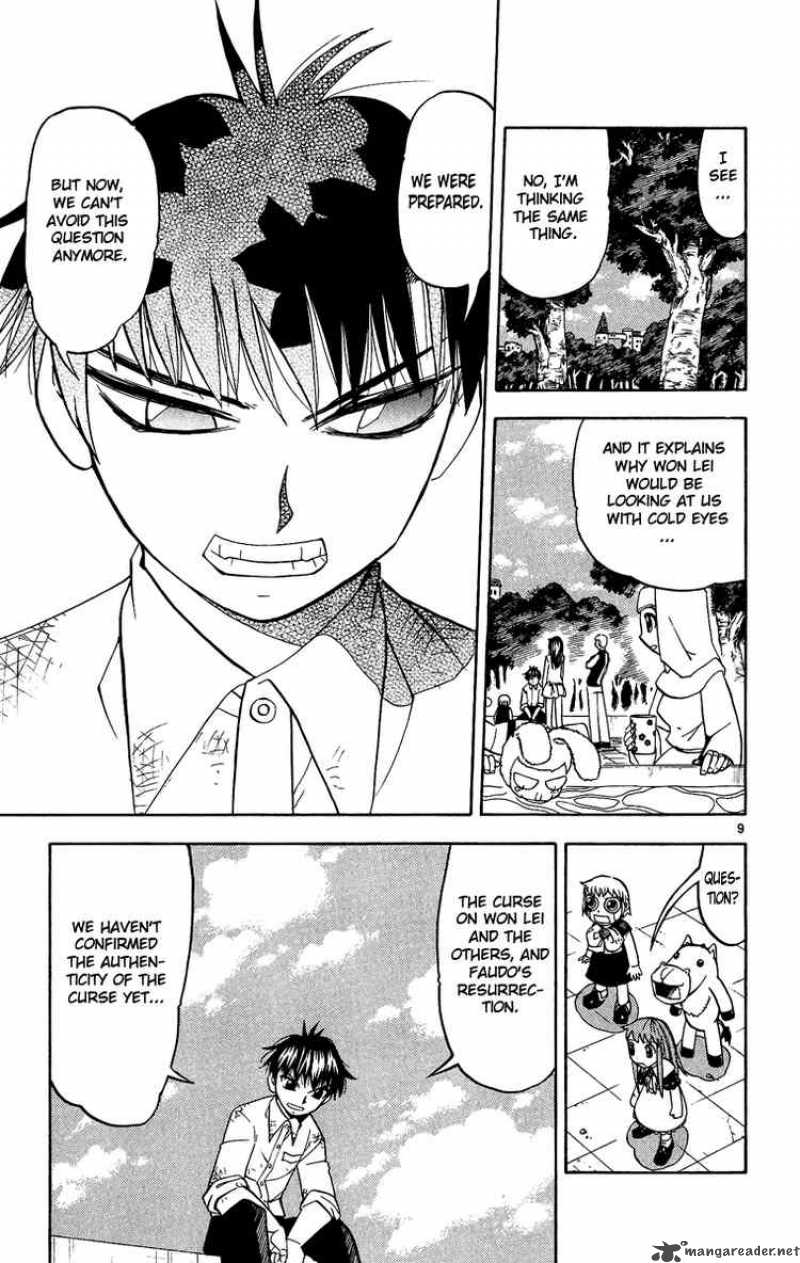 I
SEE
...
NO, I'M
THINKING
THE SAME
THING.
AND IT EXPLAINS
WHY WON LEI
WOULD BE
LOOKING AT US
WITH COLD EYES
...
WE WERE
PREPARED.
BUT NOW,
WE CAN'T
AVOID THIS
QUESTION
ANYMORE.
9
QUES-
TION?
THE CURSE
ON WON LEI
AND THE
OTHERS, AND
FAUDO'S
RESURREC-
TION.
WE HAVEN'T
CONFIRMED
THE AUTHEN-
TICITY OF THE
CURSE YET...
mangareader.net